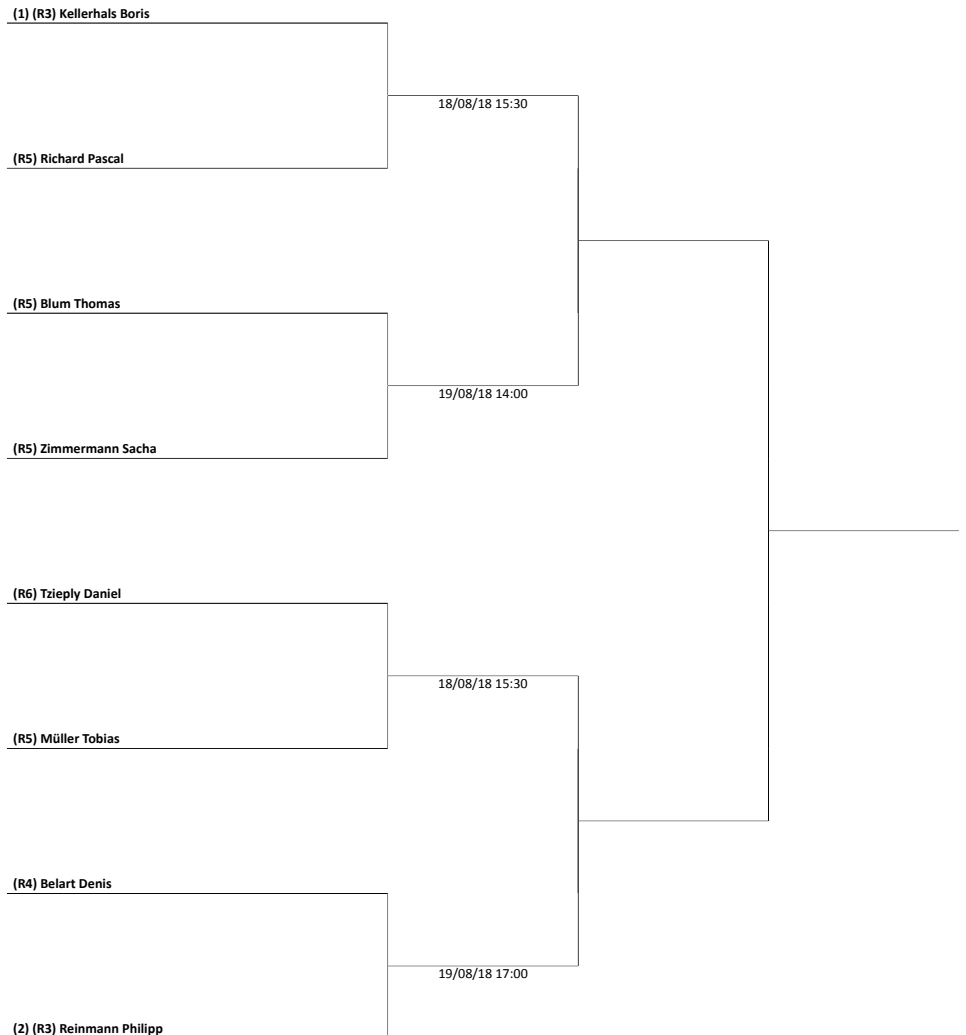 (1) (R3) Kellerhals Boris
18/08/18 15:30
(R5) Richard Pascal
(R5) Blum Thomas
19/08/18 14:00
(R5) Zimmermann Sacha
(R6) Tzieply Daniel
18/08/18 15:30
(R5) Müller Tobias
(R4) Belart Denis
19/08/18 17:00
(2) (R3) Reinmann Philipp